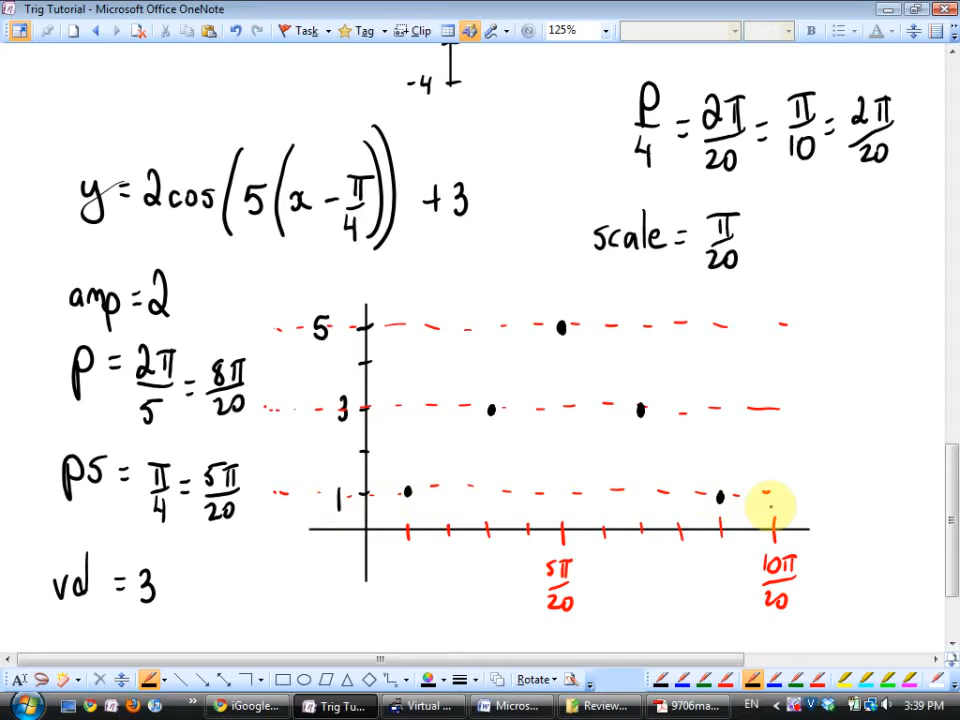 Trig Tutorial - Microsoft OneNote
Task Tag Clip 125% B A
-4
P/4 = 2π/20 = π/10 = 2π/20
y = 2cos(5(x - π/4)) + 3
scale = π/20
amp = 2
P = 2π/5 = 8π/20
ps = π/4 = 5π/20
vd = 3
5
3
1
5π/20 10π/20
Rotate
iGoogle... Trig Tu... Virtual ... Micros... Review... 9706ma... EN 3:39 PM